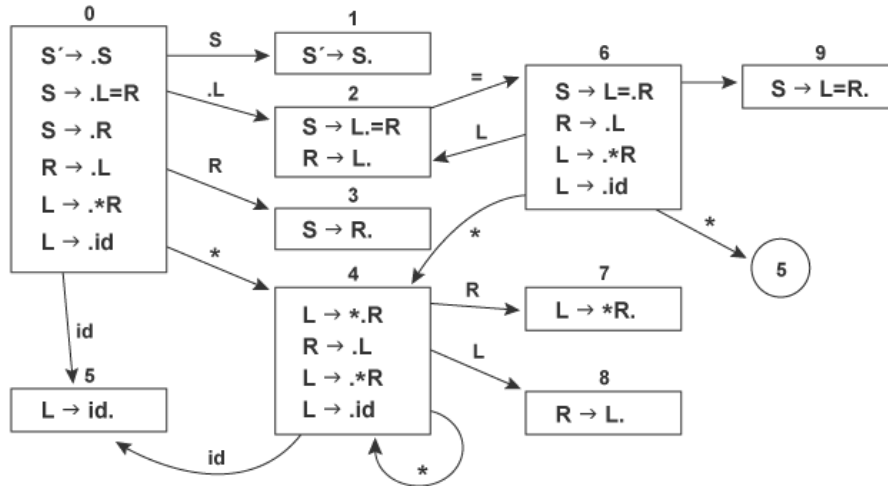 0
S´→ .S
S → .L=R
S → .R
R → .L
L → .*R
L → .id
S
1
S´→ S.
.L
2
S → L.=R
R → L.
=
L
6
S → L=.R
R → .L
L → .*R
L → .id
9
S → L=R.
R
3
S → R.
*
*
*
5
4
L → *.R
R → .L
L → .*R
L → .id
R
7
L → *R.
L
8
R → L.
id
5
L → id.
id
*